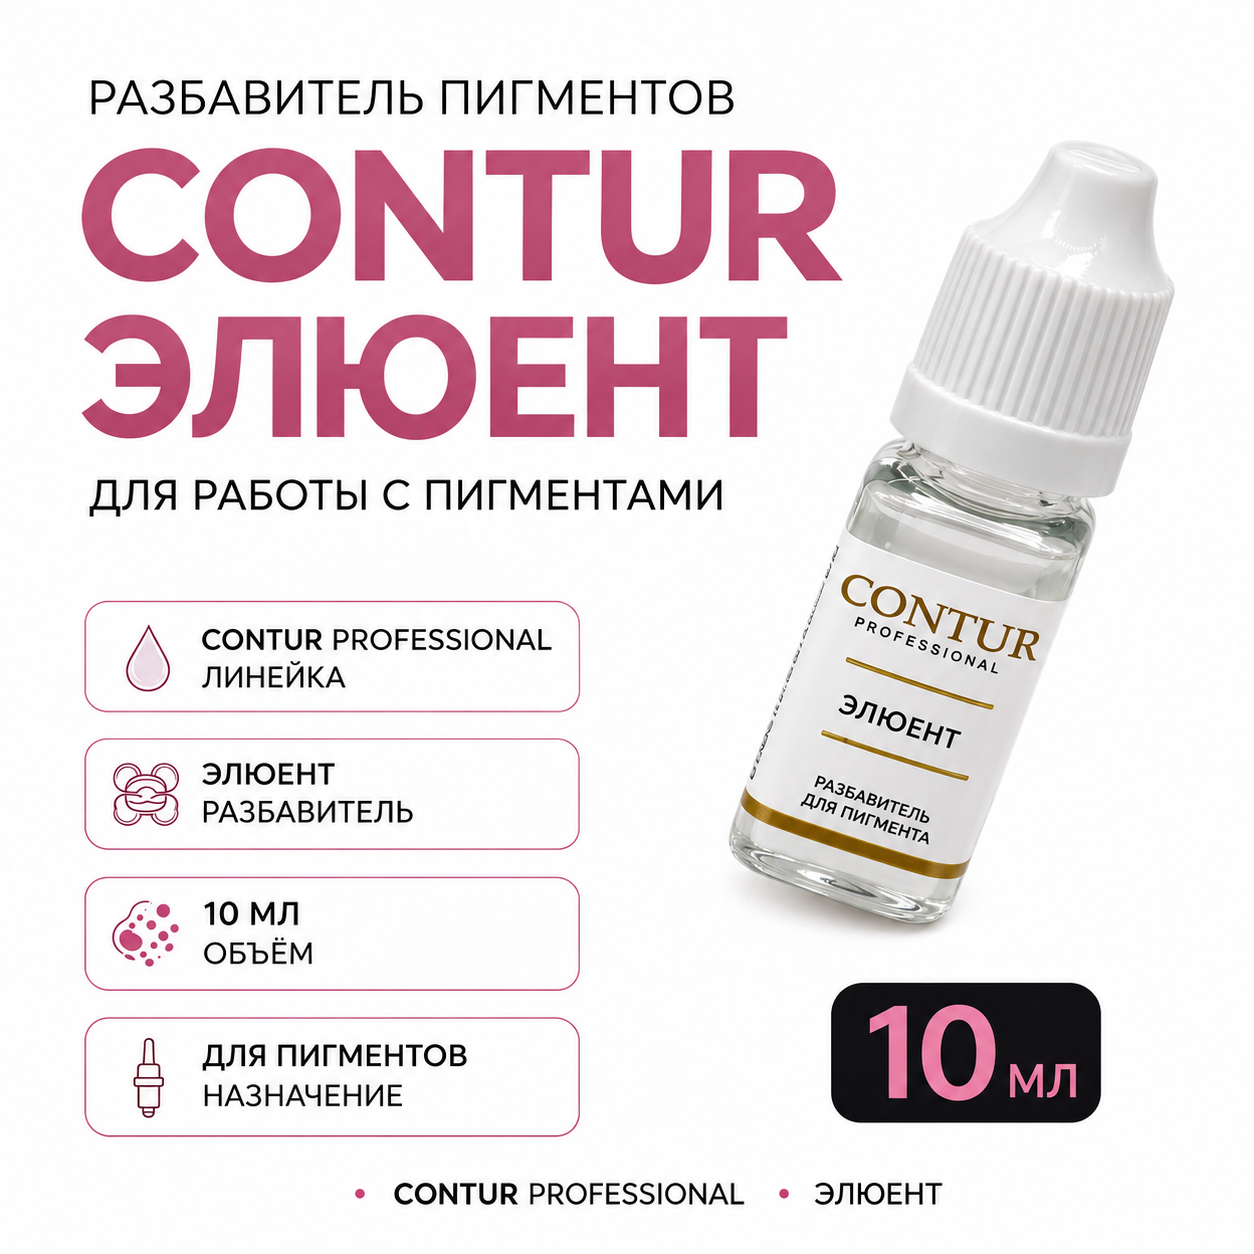 РАЗБАВИТЕЛЬ ПИГМЕНТОВ
CONTUR
ЭЛЮЕНТ
ДЛЯ РАБОТЫ С ПИГМЕНТАМИ
CONTUR PROFESSIONAL
ЛИНЕЙКА
ЭЛЮЕНТ
РАЗБАВИТЕЛЬ
10 МЛ
ОБЪЁМ
ДЛЯ ПИГМЕНТОВ
НАЗНАЧЕНИЕ
CONTUR
PROFESSIONAL
ЭЛЮЕНТ
РАЗБАВИТЕЛЬ
ДЛЯ ПИГМЕНТА
10 МЛ
• CONTUR PROFESSIONAL • ЭЛЮЕНТ